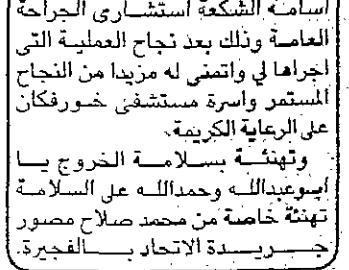 اسامة الشكعة استشارى الجراحة
العامة وذلك بعد نجاح العملية التى
اجراها لي واتمنى له مزيدا من النجاح
المستمر واسرة مستشفى خورفكان
على الرعاية الكريمة.
وتهنئة بسلامة الخروج يا
ابوعبدالله وحمدالله على السلامة
تهنئة خاصة من محمد صلاح مصور
جريدة الاتحاد بالفجيرة.